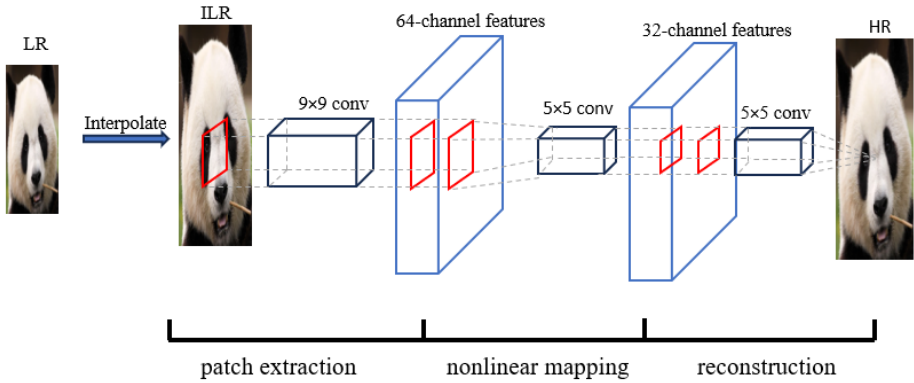 LR
Interpolate
ILR
9×9 conv
64-channel features
5×5 conv
32-channel features
5×5 conv
HR
patch extraction
nonlinear mapping
reconstruction